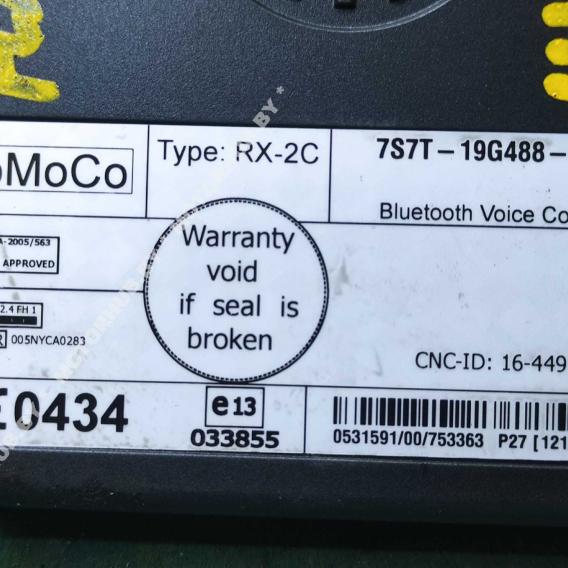 oMoCo
Type: RX-2C
7S7T-19G488-
Bluetooth Voice Co
A-2005/563
APPROVED
Warranty
void
if seal is
broken
2.4 FH 1
R 005NYCA0283
CNC-ID: 16-449
E0434
e13
033855
0531591/00/753363 P27 [121